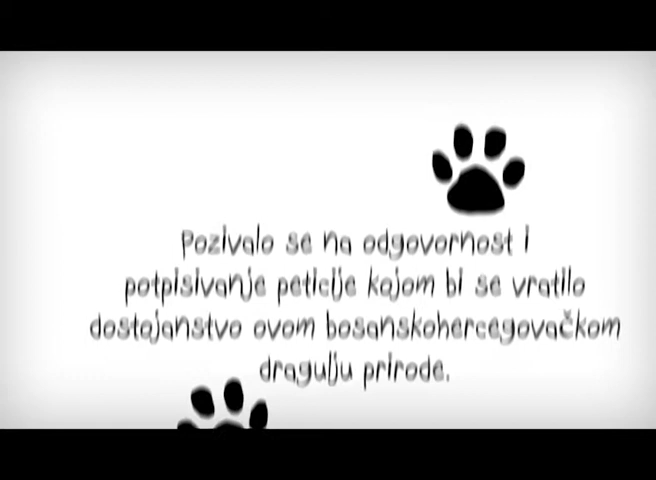 Pozivalo se na odgovornost i
potpisivanje peticije kojom bi se vratilo
dostojanstvo ovom bosanskohercegovačkom
dragulju prirode.